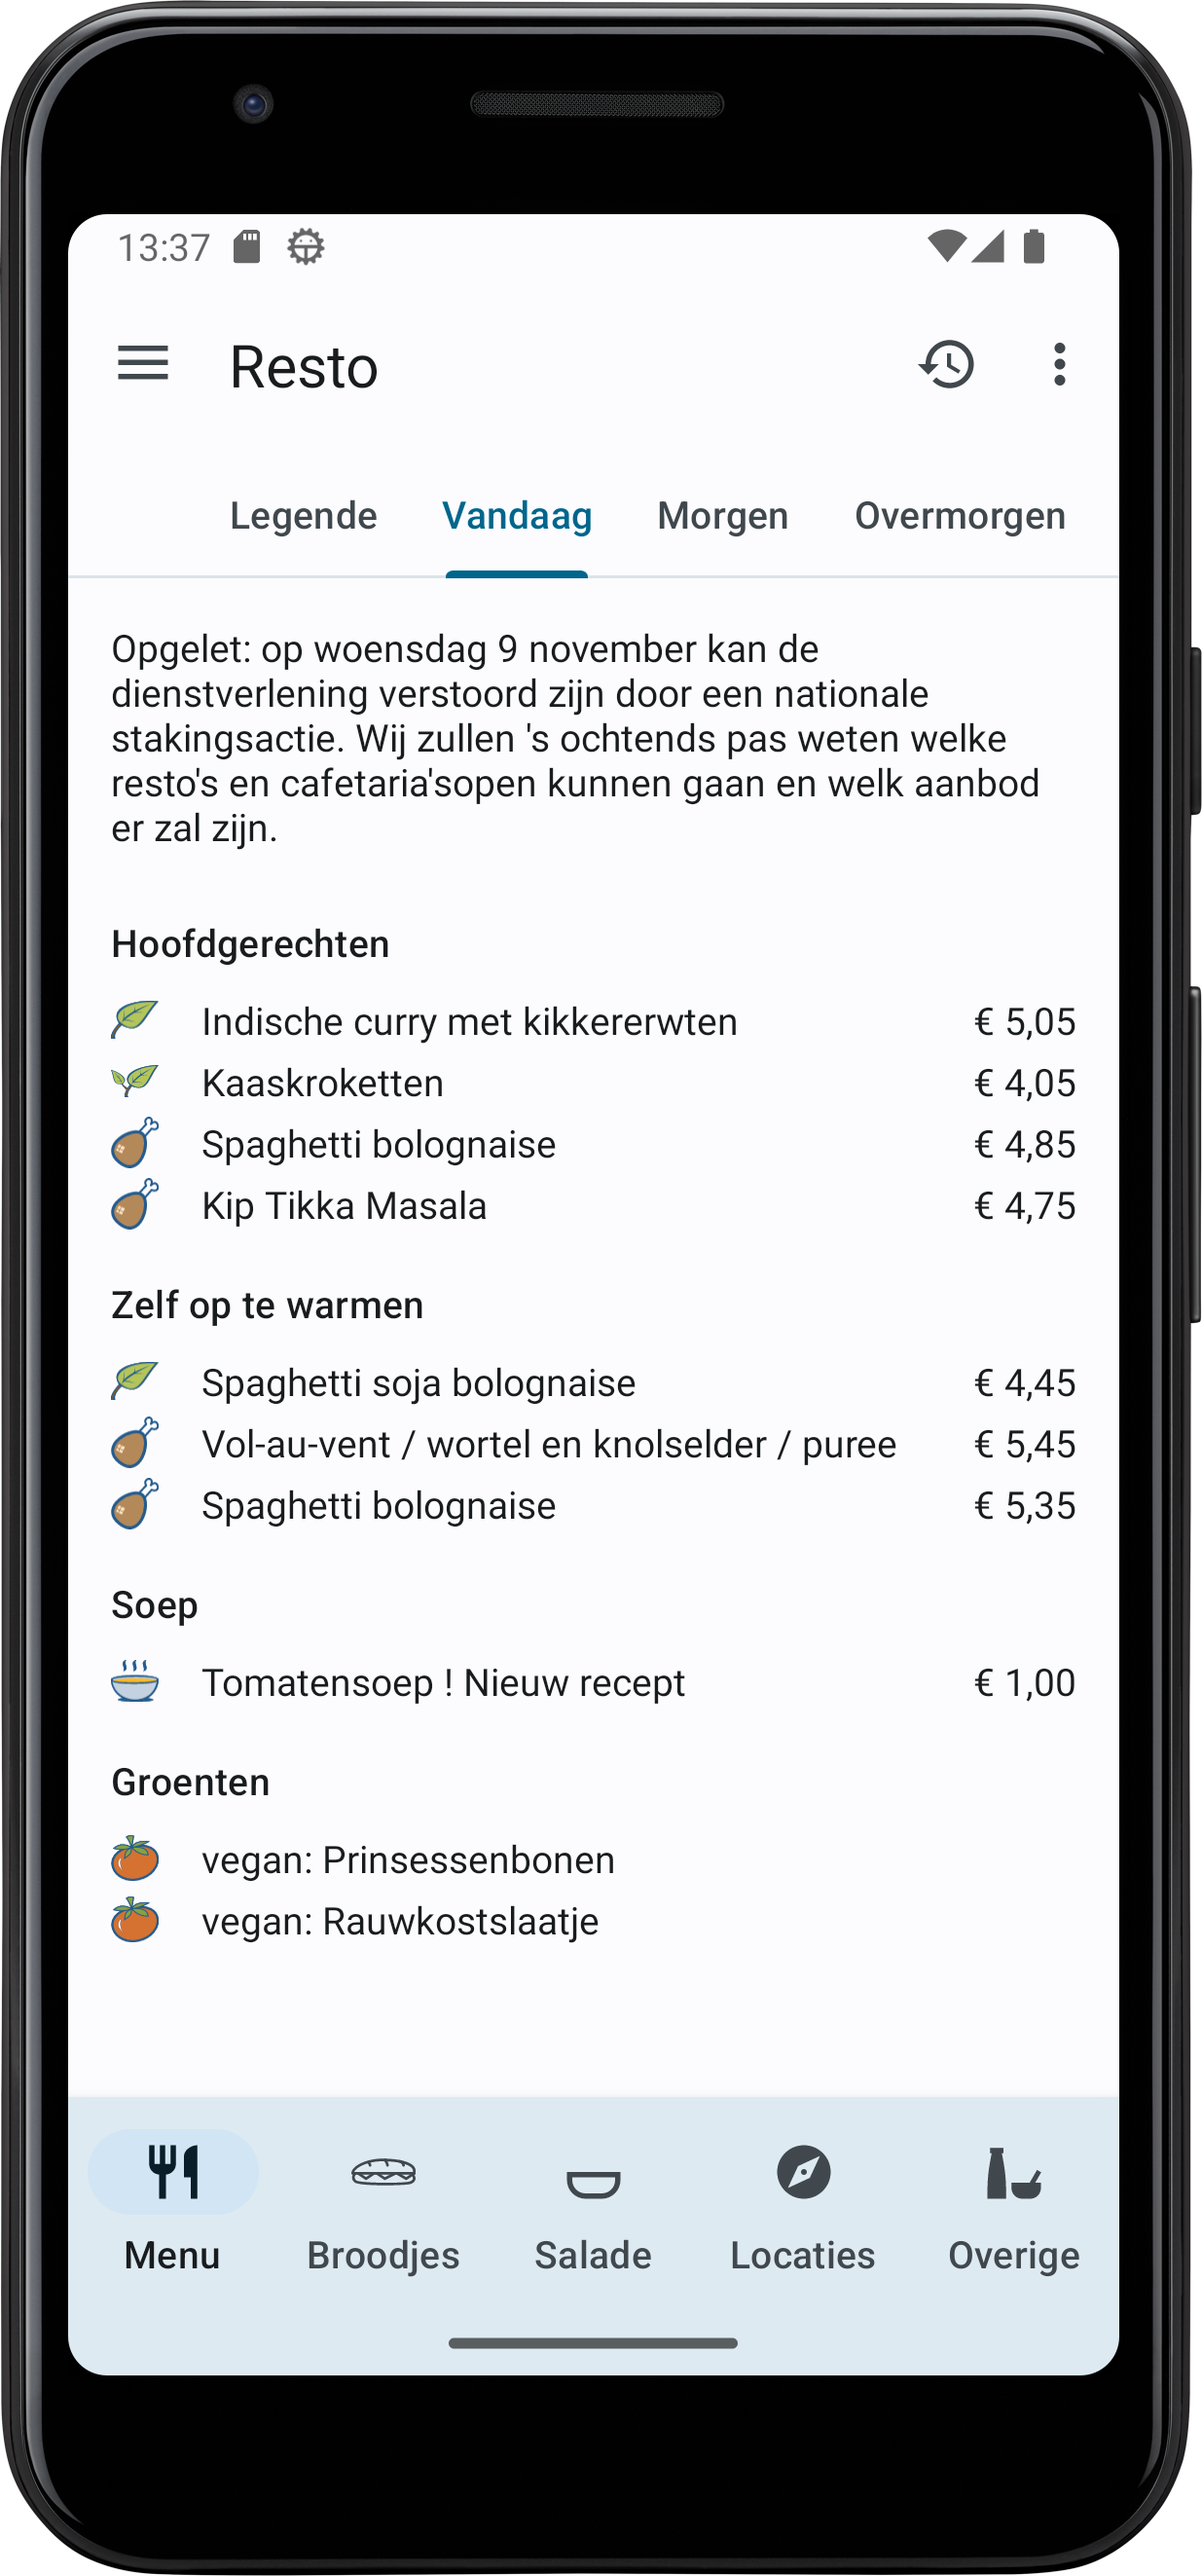 13:37
Resto
Legende Vandaag Morgen Overmorgen
Opgelet: op woensdag 9 november kan de
dienstverlening verstoord zijn door een nationale
stakingsactie. Wij zullen 's ochtends pas weten welke
resto's en cafetaria'sopen kunnen gaan en welk aanbod
er zal zijn.
Hoofdgerechten
Indische curry met kikkererwten € 5,05
Kaaskroketten € 4,05
Spaghetti bolognaise € 4,85
Kip Tikka Masala € 4,75
Zelf op te warmen
Spaghetti soja bolognaise € 4,45
Vol-au-vent / wortel en knolselder / puree € 5,45
Spaghetti bolognaise € 5,35
Soep
Tomatensoep ! Nieuw recept € 1,00
Groenten
vegan: Prinsessenbonen
vegan: Rauwkostslaatje
Menu Broodjes Salade Locaties Overige